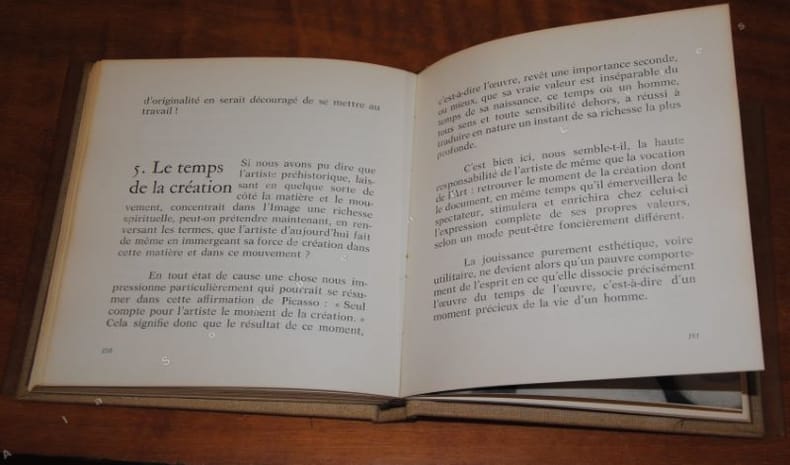 d'originalité en serait découragé de se mettre au
travail !
5. Le temps
de la création
Si nous avons pu dire que
l'artiste préhistorique, lais-
sant en quelque sorte de
côté la matière et le mou-
vement, concentrait dans l'Image une richesse
spirituelle, peut-on prétendre maintenant, en ren-
versant les termes, que l'artiste d'aujourd'hui fait
de même en immergeant sa force de création dans
cette matière et dans ce mouvement ?
En tout état de cause une chose nous im-
pressionne particulièrement qui pourrait se résu-
mer dans cette affirmation de Picasso : « Seul
compte pour l'artiste le moment de la création. »
Cela signifie donc que le résultat de ce moment,
c'est-à-dire l'œuvre, revêt une importance seconde,
ou mieux, que sa vraie valeur est inséparable du
temps de sa naissance, ce temps où un homme,
tous sens et toute sensibilité dehors, a réussi à
traduire en nature un instant de sa richesse la plus
profonde.
C'est bien ici, nous semble-t-il, la haute
responsabilité de l'artiste de même que la vocation
de l'Art : retrouver le moment de la création dont
le document, en même temps qu'il émerveillera le
spectateur, stimulera et enrichira chez celui-ci
l'expression complète de ses propres valeurs,
selon un mode peut-être foncièrement différent.
La jouissance purement esthétique, voire
utilitaire, ne devient alors qu'un pauvre comporte-
ment de l'esprit en ce qu'elle dissocie précisément
l'œuvre du temps de l'œuvre, c'est-à-dire d'un
moment précieux de la vie d'un homme.